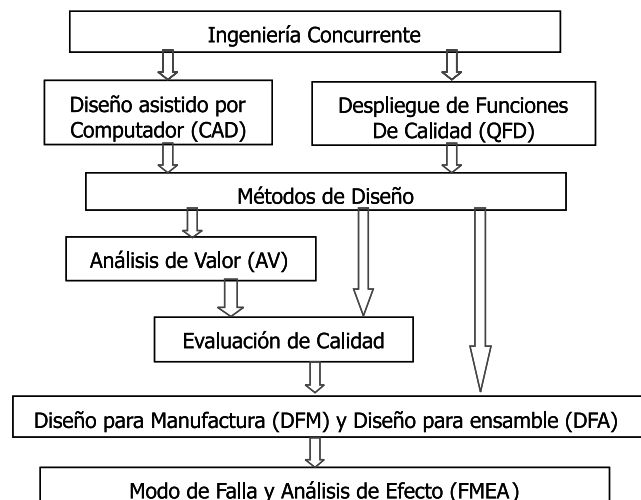 Ingeniería Concurrente
Diseño asistido por
Computador (CAD)
Despliegue de Funciones
De Calidad (QFD)
Métodos de Diseño
Análisis de Valor (AV)
Evaluación de Calidad
Diseño para Manufactura (DFM) y Diseño para ensamble (DFA)
Modo de Falla y Análisis de Efecto (FMEA)